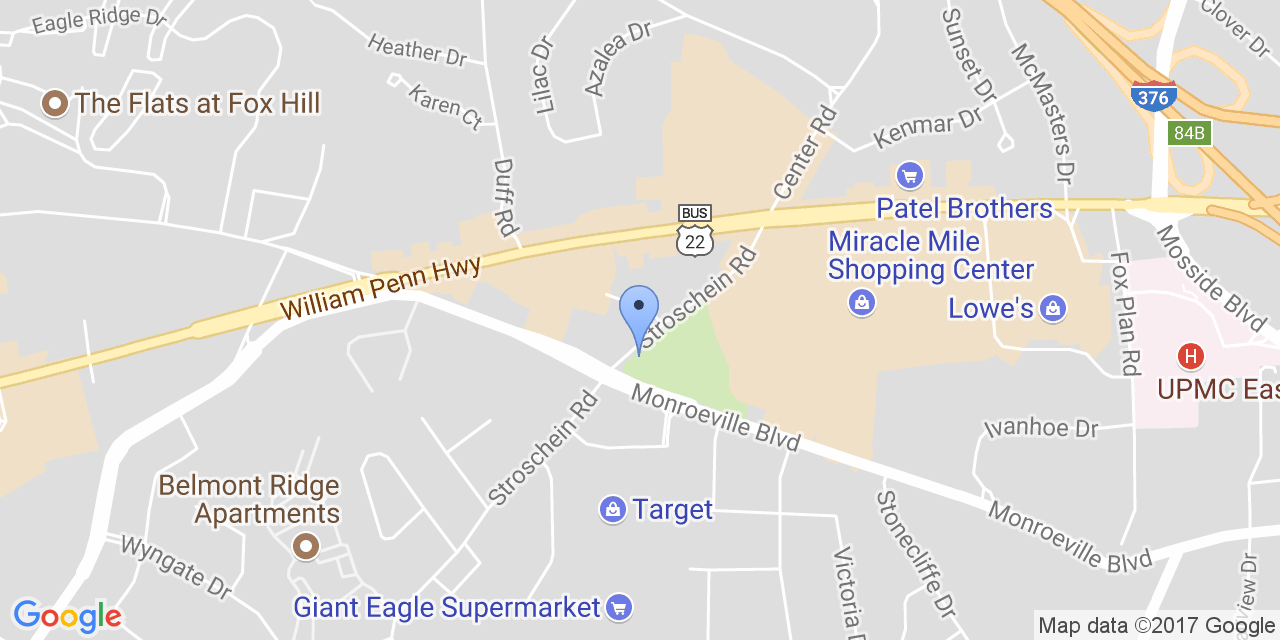 Eagle Ridge Dr
Heather Dr
Lilac Dr
Azalea Dr
Sunset Dr
McMasters Dr
Clover Dr
The Flats at Fox Hill
Karen Ct
376
84B
Kenmar Dr
Center Rd
Duff Rd
Patel Brothers
BUS
22
Miracle Mile
Shopping Center
William Penn Hwy
Stroschein Rd
Lowe's
Fox Plan Rd
Mosside Blvd
H
UPMC Eas
Monroeville Blvd
Stroschein Rd
Ivanhoe Dr
Belmont Ridge
Apartments
Target
Stonecliffe Dr
Monroeville Blvd
Wyngate Dr
Victoria D
view Dr
Giant Eagle Supermarket
Google
Map data ©2017 Google